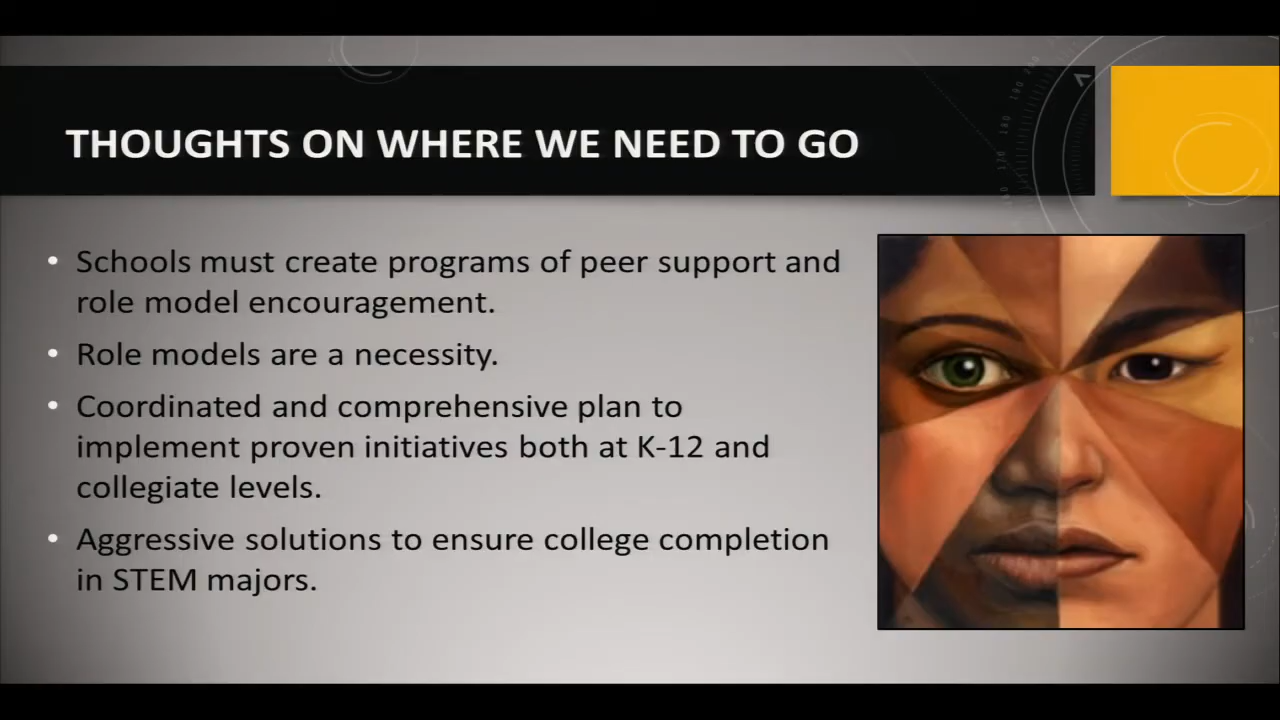 THOUGHTS ON WHERE WE NEED TO GO
• Schools must create programs of peer support and
role model encouragement.
• Role models are a necessity.
• Coordinated and comprehensive plan to
implement proven initiatives both at K-12 and
collegiate levels.
• Aggressive solutions to ensure college completion
in STEM majors.